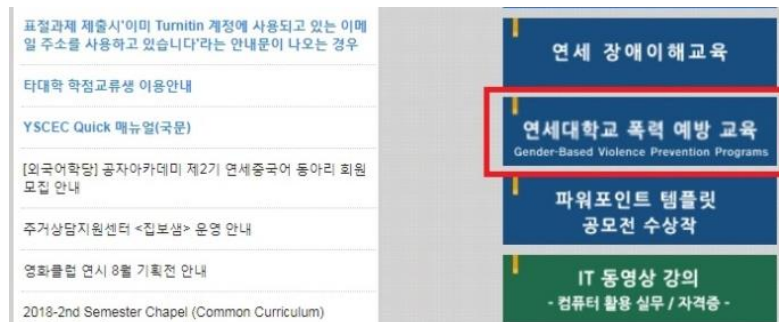 표절과제 제출시'이미 Turnitin 계정에 사용되고 있는 이메
일 주소를 사용하고 있습니다'라는 안내문이 나오는 경우
타대학 학점교류생 이용안내
YSCEC Quick 매뉴얼(국문)
[외국어학당] 공자아카데미 제2기 연세중국어 동아리 회원
모집 안내
주거상담지원센터 <집보샘> 운영 안내
영화클럽 연시 8월 기획전 안내
2018-2nd Semester Chapel (Common Curriculum)
연세 장애이해교육
연세대학교 폭력 예방 교육
Gender-Based Violence Prevention Programs
파워포인트 템플릿
공모전 수상작
IT 동영상 강의
- 컴퓨터 활용 실무 / 자격증 -